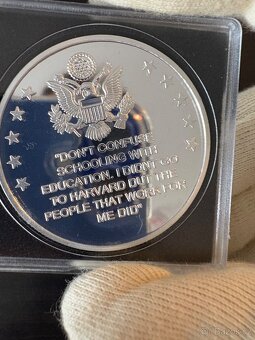 "DON'T CONFUSE
SCHOOLING WITH
EDUCATION. I DIDN'T GO
TO HARVARD BUT THE
PEOPLE THAT WORK FOR
ME DID"